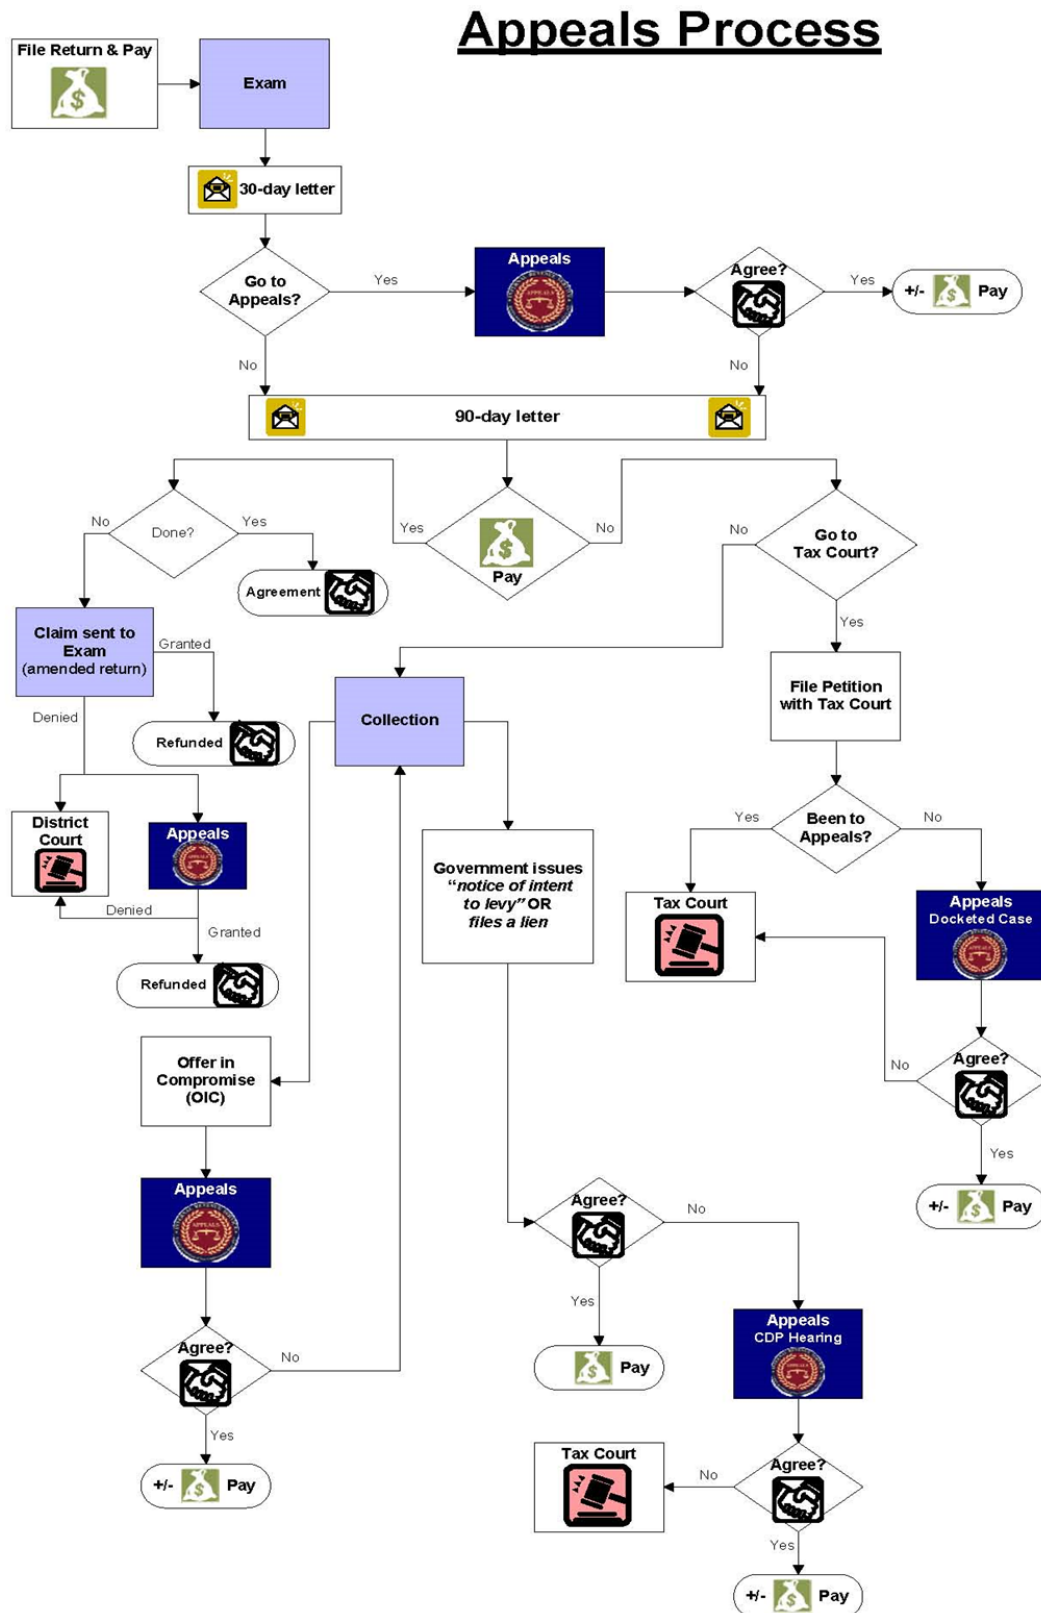 Appeals Process
File Return & Pay
$
Exam
30-day letter
Go to
Appeals?
Yes
Appeals
APPEALS
Agree?
Yes
+/- $ Pay
No
No
90-day letter
No
Done?
Yes
Yes
$
Pay
No
No
Go to
Tax Court?
Agreement
Yes
Claim sent to
Exam
(amended return)
Granted
File Petition
with Tax Court
Denied
Refunded
Collection
District
Court
Appeals
Yes
Been to
Appeals?
No
Government issues
“notice of intent
to levy” OR
files a lien
Tax Court
Appeals
Docketed Case
Denied
Granted
Refunded
Offer in
Compromise
(OIC)
No
Agree?
Yes
Appeals
APPEALS
Agree?
No
+/- $ Pay
Yes
Appeals
CDP Hearing
Agree?
No
$ Pay
Yes
Tax Court
No
Agree?
+/- $ Pay
Yes
+/- $ Pay